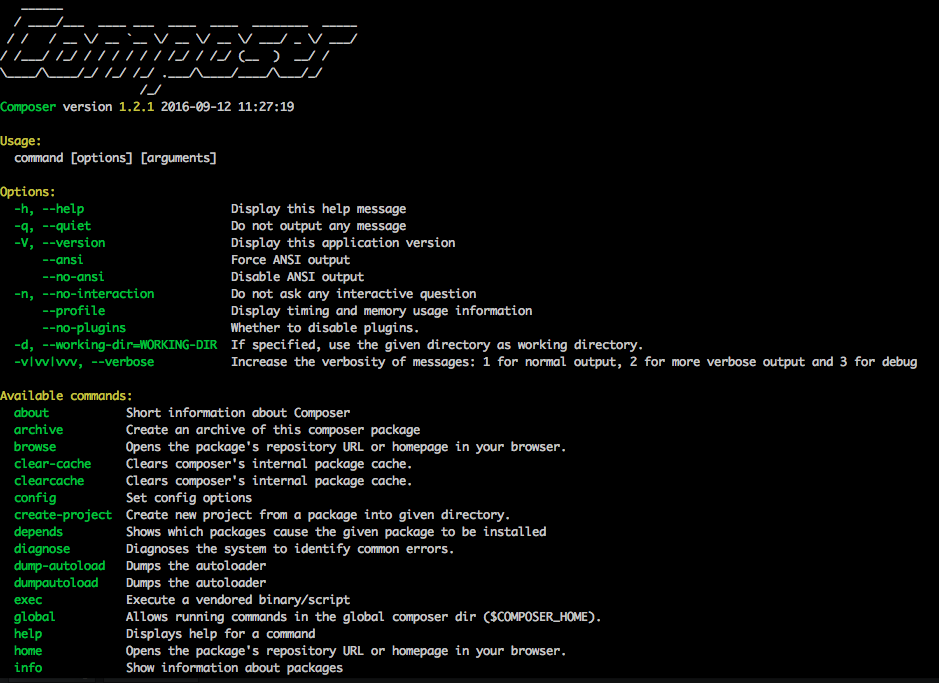 Composer
Composer version 1.2.1 2016-09-12 11:27:19
Usage:
command [options] [arguments]
Options:
-h, --help Display this help message
-q, --quiet Do not output any message
-V, --version Display this application version
--ansi Force ANSI output
--no-ansi Disable ANSI output
-n, --no-interaction Do not ask any interactive question
--profile Display timing and memory usage information
--no-plugins Whether to disable plugins.
-d, --working-dir=WORKING-DIR If specified, use the given directory as working directory.
-v|vv|vvv, --verbose Increase the verbosity of messages: 1 for normal output, 2 for more verbose output and 3 for debug
Available commands:
about Short information about Composer
archive Create an archive of this composer package
browse Opens the package's repository URL or homepage in your browser.
clear-cache Clears composer's internal package cache.
clearcache Clears composer's internal package cache.
config Set config options
create-project Create new project from a package into given directory.
depends Shows which packages cause the given package to be installed
diagnose Diagnoses the system to identify common errors.
dump-autoload Dumps the autoloader
dumpautoload Dumps the autoloader
exec Execute a vendored binary/script
global Allows running commands in the global composer dir ($COMPOSER_HOME).
help Displays help for a command
home Opens the package's repository URL or homepage in your browser.
info Show information about packages